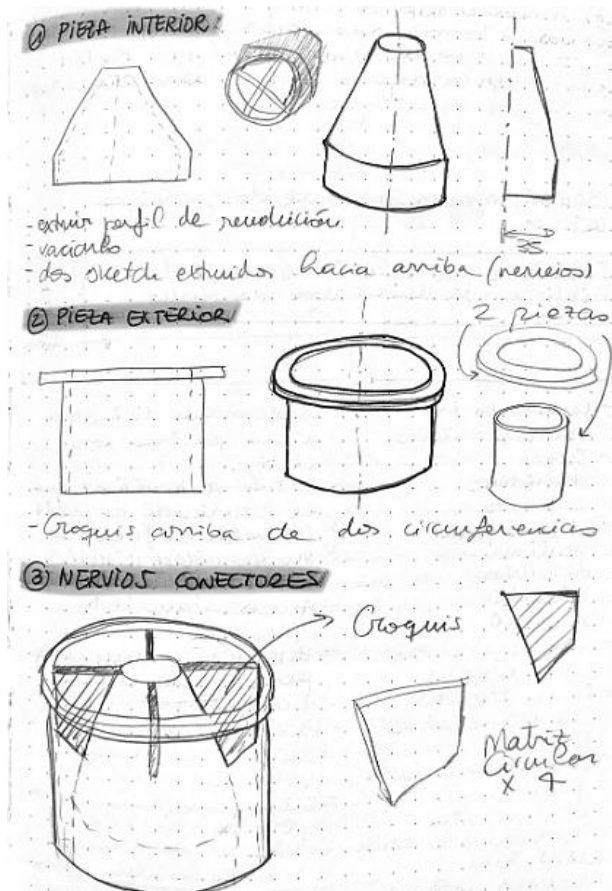 ① PIEZA INTERIOR:
- extruir perfil de revolución
- vaciarlo
- dos sketch extruidos hacia arriba (nervios)
35
② PIEZA EXTERIOR
2 piezas
- Croquis arriba de dos circunferencias
③ NERVIOS CONECTORES
Croquis
Matriz
Circular
x 4